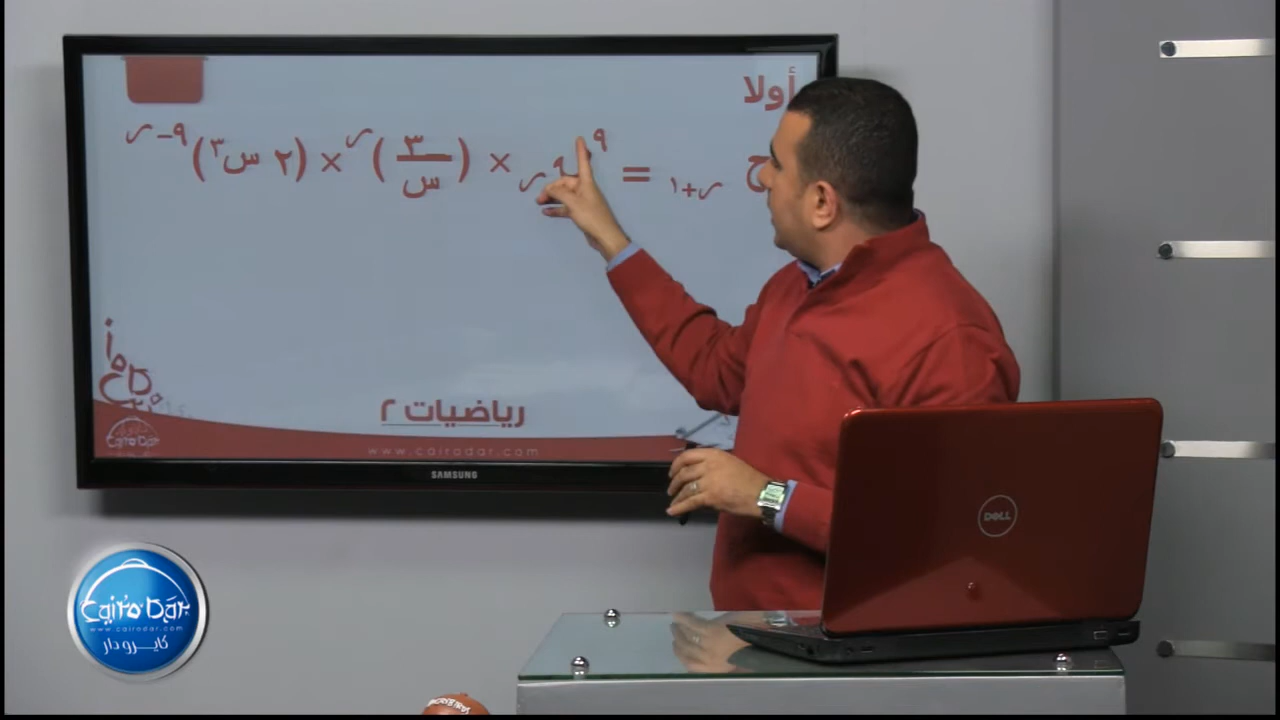 أولا
ح ر+١ = ٩ ر × (٣/س) ر × (٢ س٣) ٩-ر
رياضيات ٢
www.cairodar.com
SAMSUNG
Cairo Dar
www.cairodar.com
كايرو دار
DELL